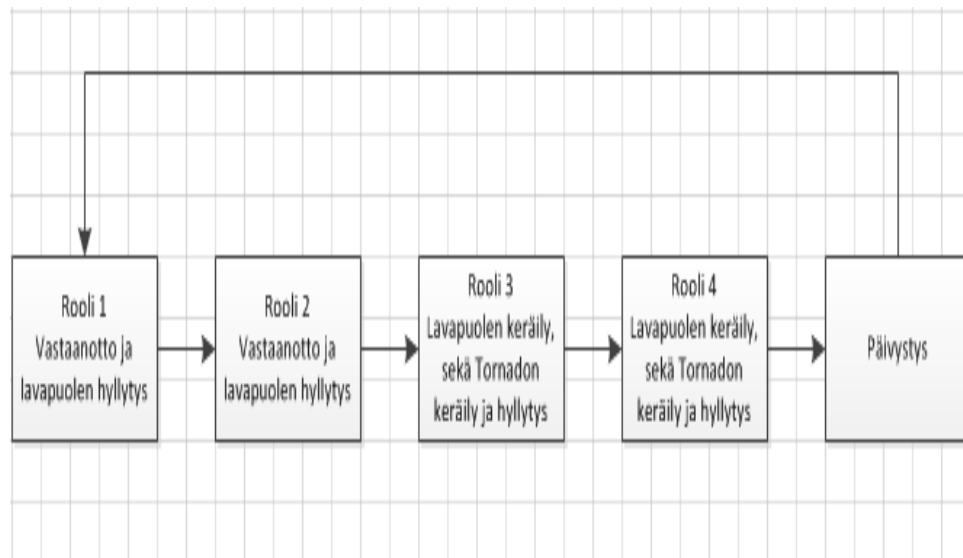 Rooli 1
Vastaanotto ja
lavapuolen hyllytys
Rooli 2
Vastaanotto ja
lavapuolen hyllytys
Rooli 3
Lavapuolen keräily,
sekä Tornadon
keräily ja hyllytys
Rooli 4
Lavapuolen keräily,
sekä Tornadon
keräily ja hyllytys
Päivystys